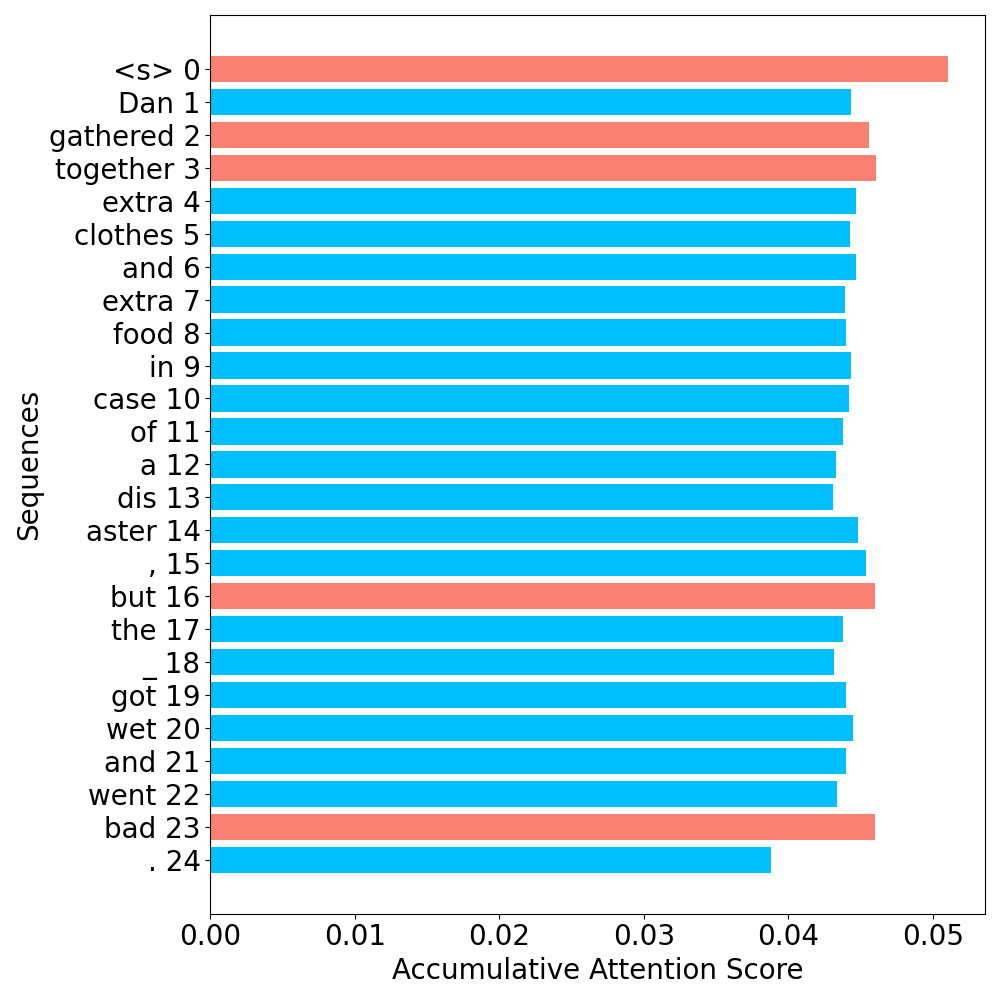 <s> 0
Dan 1
gathered 2
together 3
extra 4
clothes 5
and 6
extra 7
food 8
in 9
case 10
of 11
a 12
dis 13
aster 14
, 15
but 16
the 17
_ 18
got 19
wet 20
and 21
went 22
bad 23
. 24
Sequences
0.00 0.01 0.02 0.03 0.04 0.05
Accumulative Attention Score